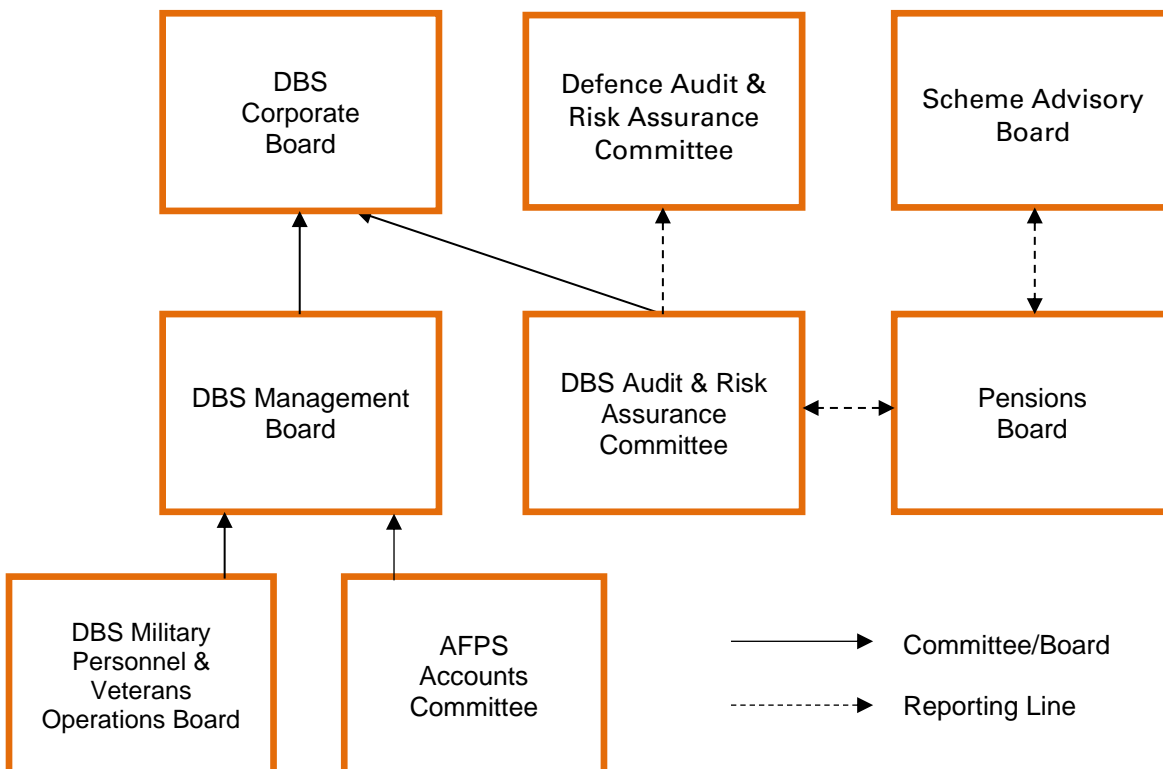 DBS
Corporate
Board
Defence Audit &
Risk Assurance
Committee
Scheme Advisory
Board
DBS Management
Board
DBS Audit & Risk
Assurance
Committee
Pensions
Board
DBS Military
Personnel &
Veterans
Operations Board
AFPS
Accounts
Committee
Committee/Board
Reporting Line